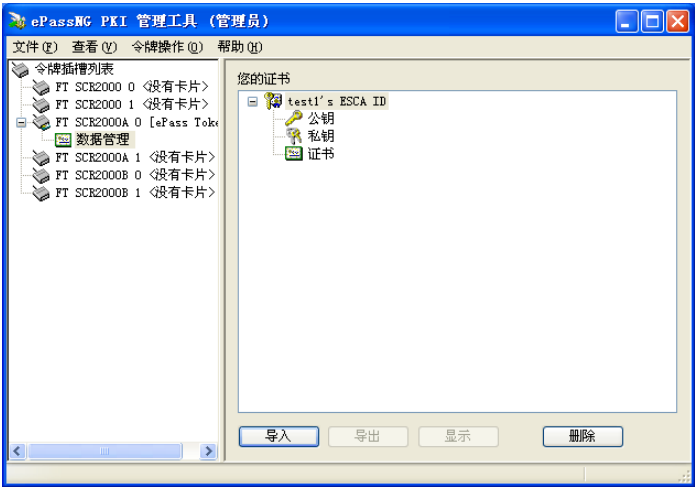 ePassNG PKI 管理工具 (管理员)
文件(F) 查看(V) 令牌操作(O) 帮助(H)
令牌插槽列表
FT SCR2000 0 <没有卡片>
FT SCR2000 1 <没有卡片>
FT SCR2000A 0 [ePass Toke
数据管理
FT SCR2000A 1 <没有卡片>
FT SCR2000B 0 <没有卡片>
FT SCR2000B 1 <没有卡片>
您的证书
test1's ESCA ID
公钥
私钥
证书
导入 导出 显示 删除